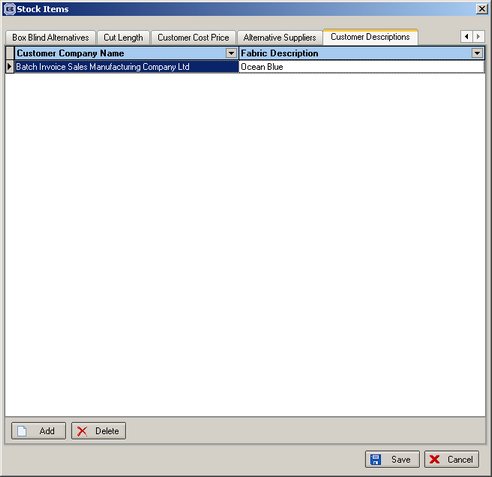 Stock Items
Box Blind Alternatives Cut Length Customer Cost Price Alternative Suppliers Customer Descriptions
Customer Company Name Fabric Description
Batch Invoice Sales Manufacturing Company Ltd Ocean Blue
Add Delete
Save Cancel